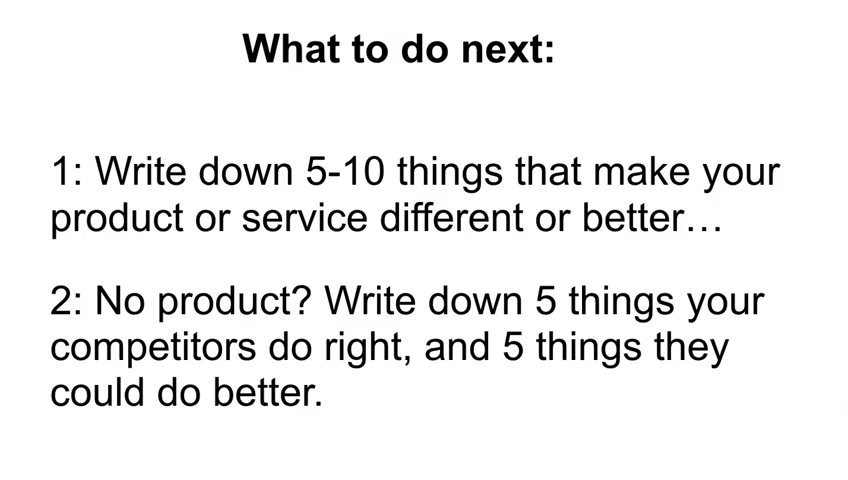 What to do next:
1: Write down 5-10 things that make your
product or service different or better…
2: No product? Write down 5 things your
competitors do right, and 5 things they
could do better.